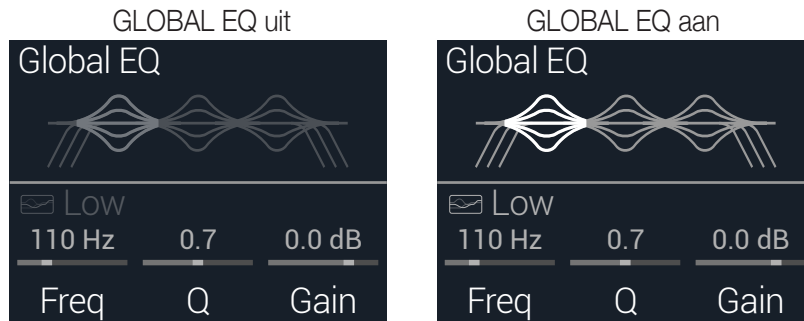 GLOBAL EQ uit
Global EQ
Low
110 Hz 0.7 0.0 dB
Freq Q Gain
GLOBAL EQ aan
Global EQ
Low
110 Hz 0.7 0.0 dB
Freq Q Gain